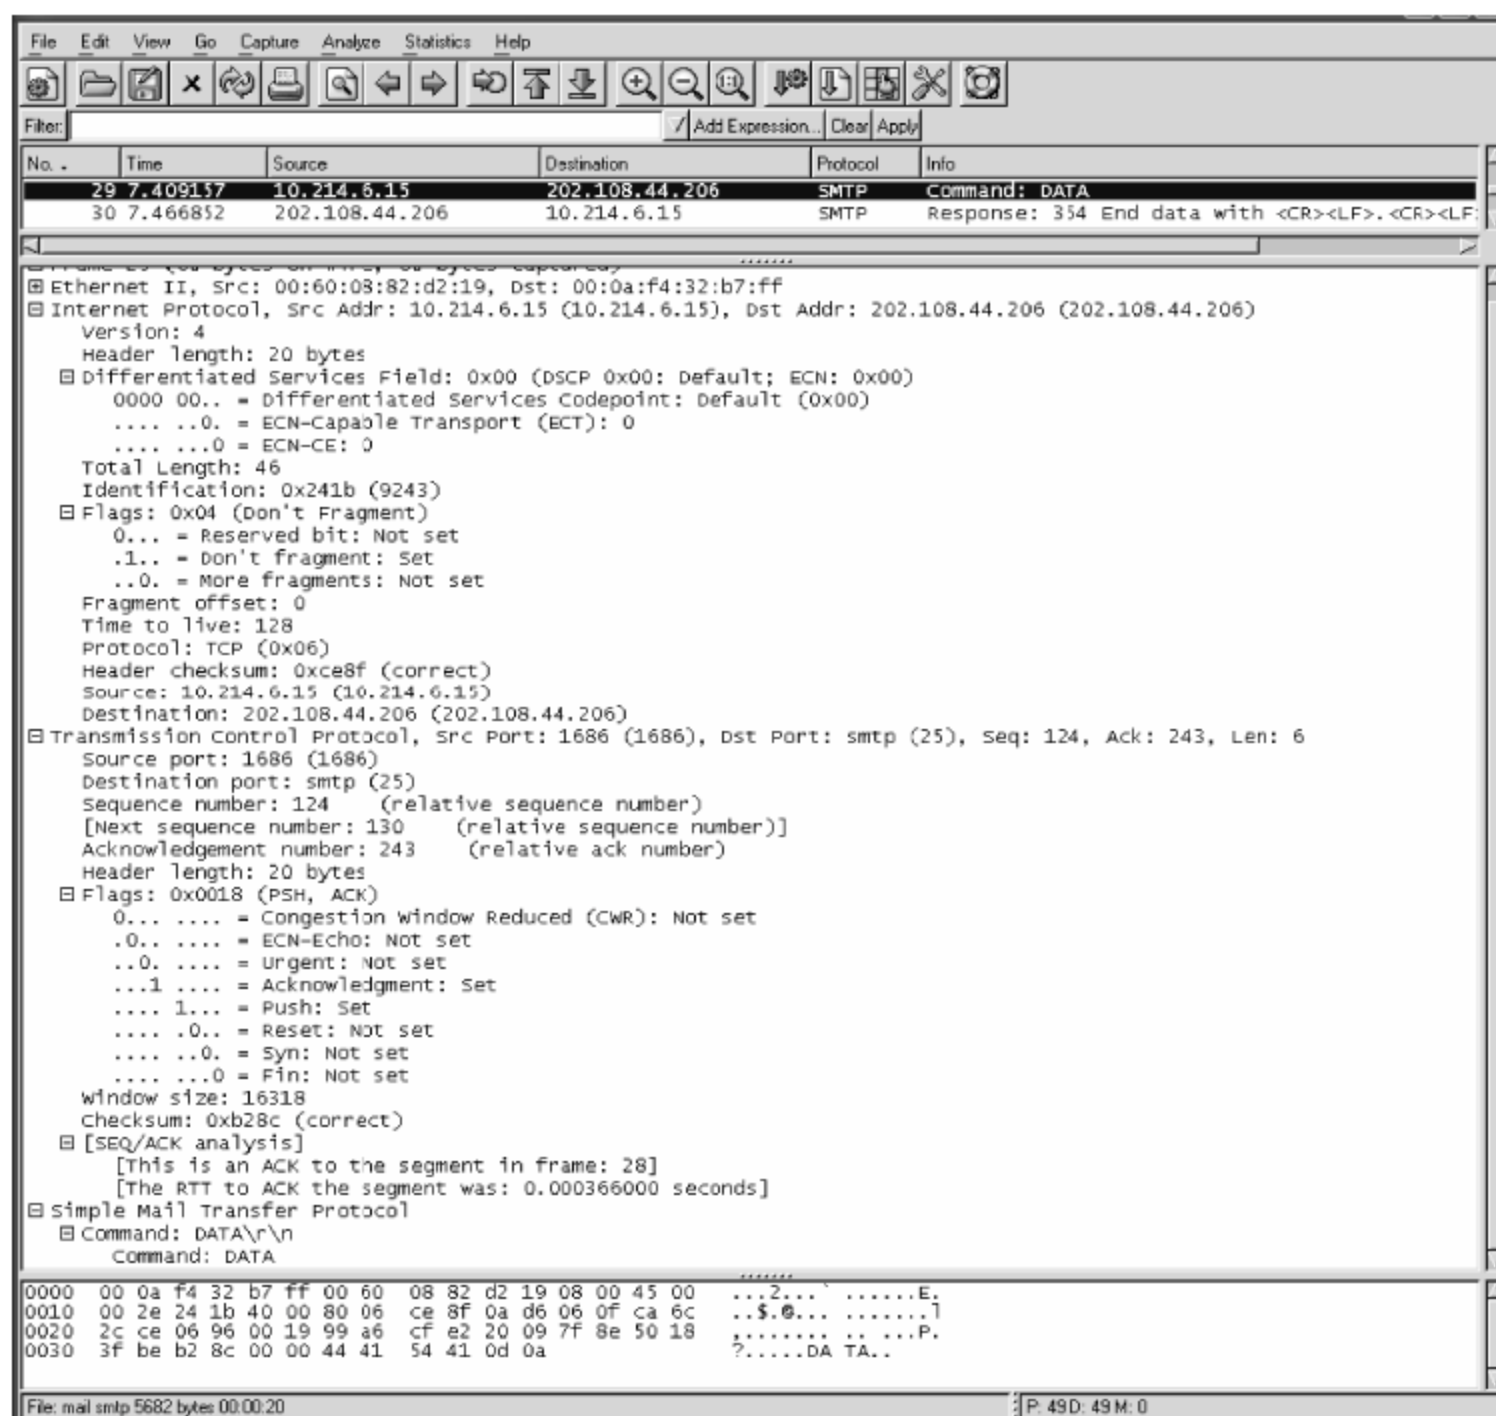 File Edit View Go Capture Analyze Statistics Help
Filter: Add Expression... Clear Apply
No. . Time Source Destination Protocol Info
29 7.409157 10.214.6.15 202.108.44.206 SMTP Command: DATA
30 7.466852 202.108.44.206 10.214.6.15 SMTP Response: 354 End data with <CR><LF>.<CR><LF>
Ethernet II, Src: 00:60:08:82:d2:19, Dst: 00:0a:f4:32:b7:ff
Internet Protocol, Src Addr: 10.214.6.15 (10.214.6.15), Dst Addr: 202.108.44.206 (202.108.44.206)
Version: 4
Header length: 20 bytes
Differentiated Services Field: 0x00 (DSCP 0x00: Default; ECN: 0x00)
0000 00.. = Differentiated Services Codepoint: Default (0x00)
.... ..0. = ECN-Capable Transport (ECT): 0
.... ...0 = ECN-CE: 0
Total Length: 46
Identification: 0x241b (9243)
Flags: 0x04 (Don't Fragment)
0... = Reserved bit: Not set
.1.. = Don't fragment: Set
..0. = More fragments: Not set
Fragment offset: 0
Time to live: 128
Protocol: TCP (0x06)
Header checksum: 0xce8f (correct)
Source: 10.214.6.15 (10.214.6.15)
Destination: 202.108.44.206 (202.108.44.206)
Transmission Control Protocol, Src Port: 1686 (1686), Dst Port: smtp (25), Seq: 124, Ack: 243, Len: 6
Source port: 1686 (1686)
Destination port: smtp (25)
Sequence number: 124 (relative sequence number)
[Next sequence number: 130 (relative sequence number)]
Acknowledgement number: 243 (relative ack number)
Header length: 20 bytes
Flags: 0x0018 (PSH, ACK)
0... .... = Congestion Window Reduced (CWR): Not set
.0.. .... = ECN-Echo: Not set
..0. .... = Urgent: Not set
...1 .... = Acknowledgment: Set
.... 1... = Push: Set
.... .0.. = Reset: Not set
.... ..0. = Syn: Not set
.... ...0 = Fin: Not set
Window size: 16318
Checksum: 0xb28c (correct)
[SEQ/ACK analysis]
[This is an ACK to the segment in frame: 28]
[The RTT to ACK the segment was: 0.000366000 seconds]
Simple Mail Transfer Protocol
Command: DATA\r\n
Command: DATA
0000 00 0a f4 32 b7 ff 00 60 08 82 d2 19 08 00 45 00 ...2...` ......E.
0010 00 2e 24 1b 40 00 80 06 ce 8f 0a d6 06 0f ca 6c ..$.@... .......l
0020 2c ce 06 96 00 19 99 a6 cf e2 20 09 7f 8e 50 18 ,....... .. ...P.
0030 3f be b2 8c 00 00 44 41 54 41 0d 0a ?.....DA TA..
File: mail smtp 5682 bytes 00:00:20 P: 49 D: 49 M: 0